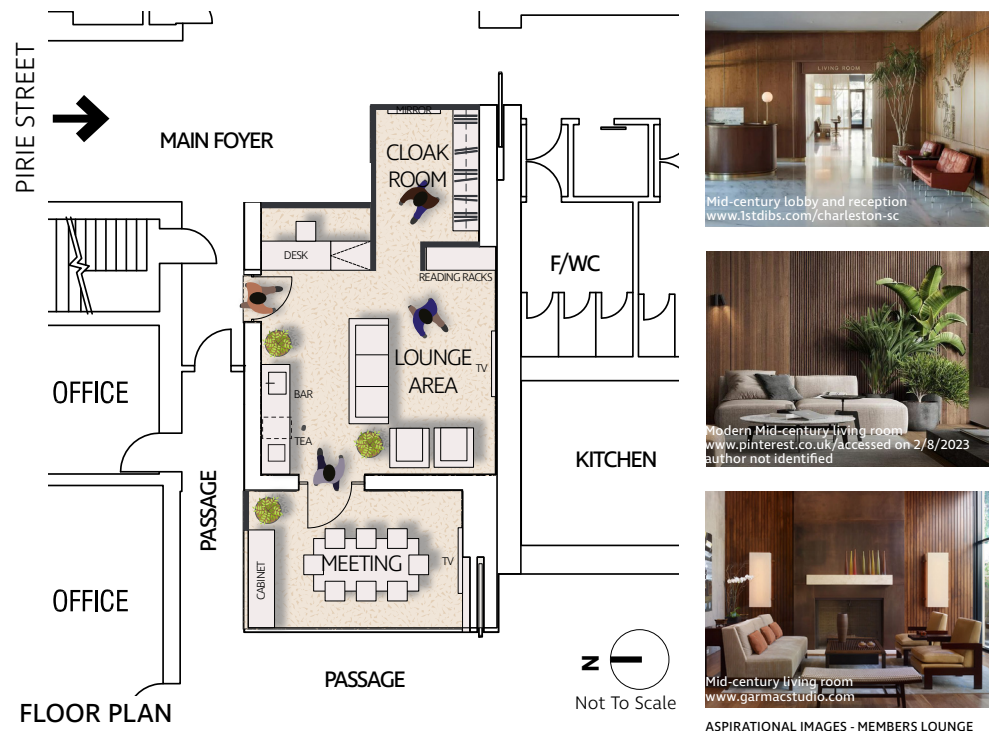 PIRIE STREET
MAIN FOYER
MIRROR
CLOAK
ROOM
DESK
READING RACKS
F/WC
LOUNGE
AREA
TV
BAR
TEA
OFFICE
KITCHEN
PASSAGE
OFFICE
CABINET
MEETING
TV
PASSAGE
N
Not To Scale
FLOOR PLAN
LIVING ROOM
Mid-century lobby and reception
www.1stdibs.com/charleston-sc
Modern Mid-century living room
www.pinterest.co.uk/accessed on 2/8/2023
author not identified
Mid-century living room
www.garmacstudio.com
ASPIRATIONAL IMAGES - MEMBERS LOUNGE